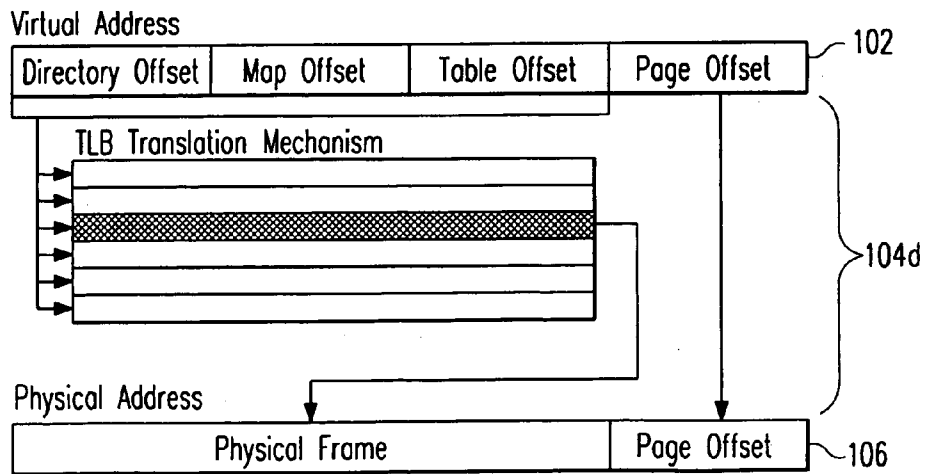 Virtual Address
102
Directory Offset Map Offset Table Offset Page Offset
TLB Translation Mechanism
104d
Physical Address
Physical Frame Page Offset
106